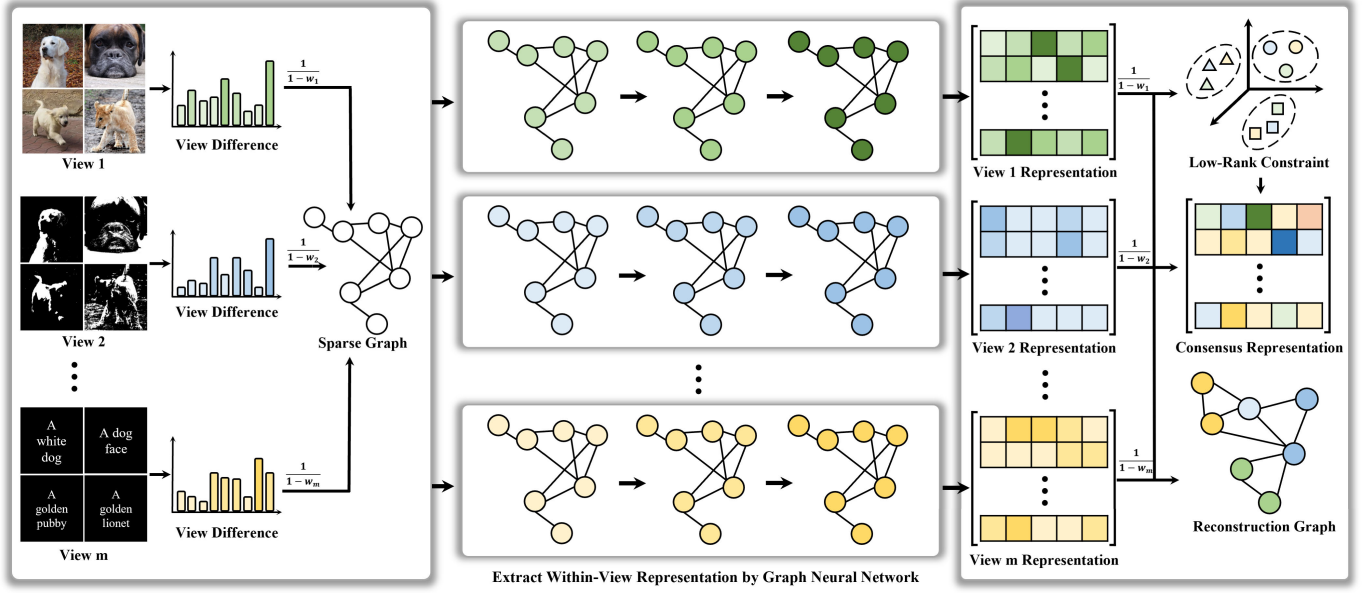 View 1
View Difference
1
1 − w₁
View 2
View Difference
1
1 − w₂
Sparse Graph
A
white
dog
A dog
face
A
golden
pubby
A
golden
lionet
View m
View Difference
1
1 − wₘ
Extract Within-View Representation by Graph Neural Network
View 1 Representation
1
1 − w₁
View 2 Representation
1
1 − w₂
View m Representation
1
1 − wₘ
Low-Rank Constraint
Consensus Representation
Reconstruction Graph